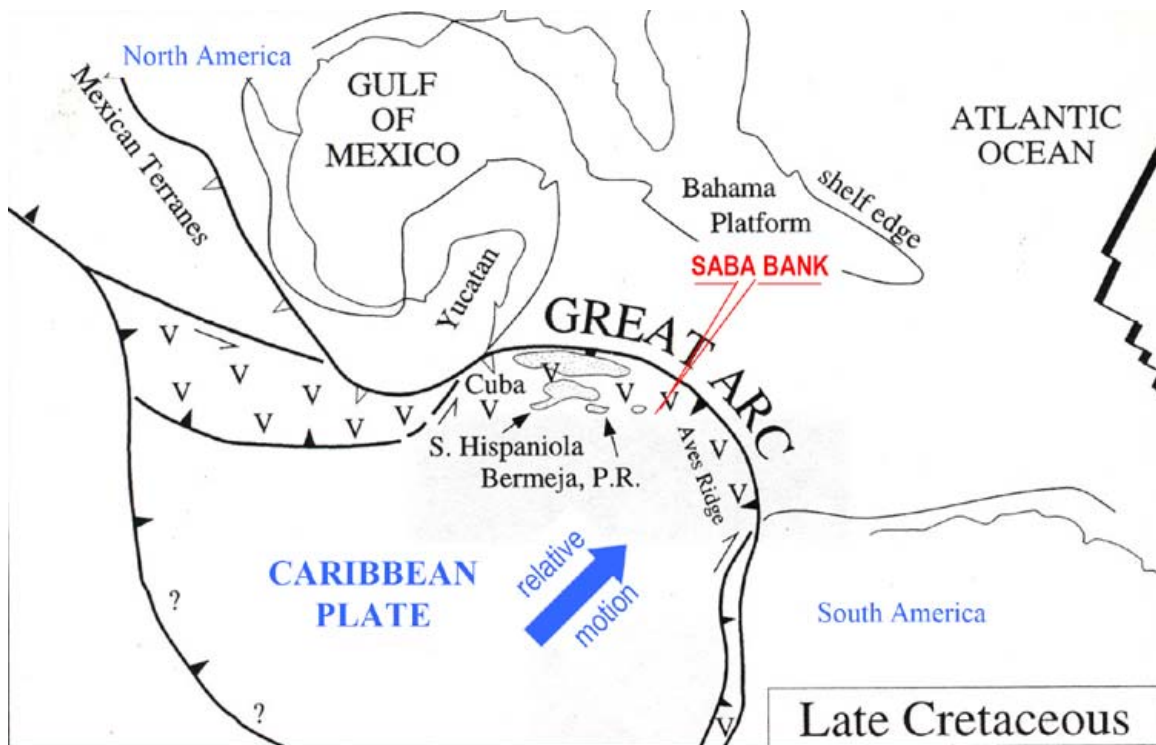 North America
Mexican Terranes
GULF
OF
MEXICO
ATLANTIC
OCEAN
Bahama
Platform
shelf edge
SABA BANK
Yucatan
GREAT ARC
V
V
V
V
V
V
V
V
V
Cuba
V
V
V
V
S. Hispaniola
Bermeja, P.R.
Aves Ridge
V
V
CARIBBEAN
PLATE
relative
motion
?
?
South America
V
Late Cretaceous